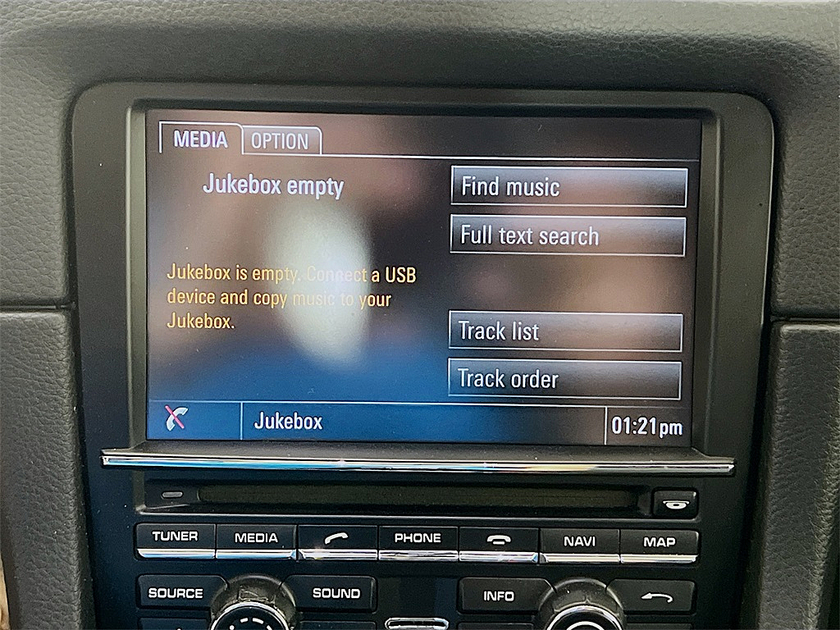 MEDIA
OPTION
Jukebox empty
Find music
Full text search
Jukebox is empty. Connect a USB
device and copy music to your
Jukebox.
Track list
Track order
Jukebox
01:21pm
TUNER
MEDIA
PHONE
NAVI
MAP
SOURCE
SOUND
INFO